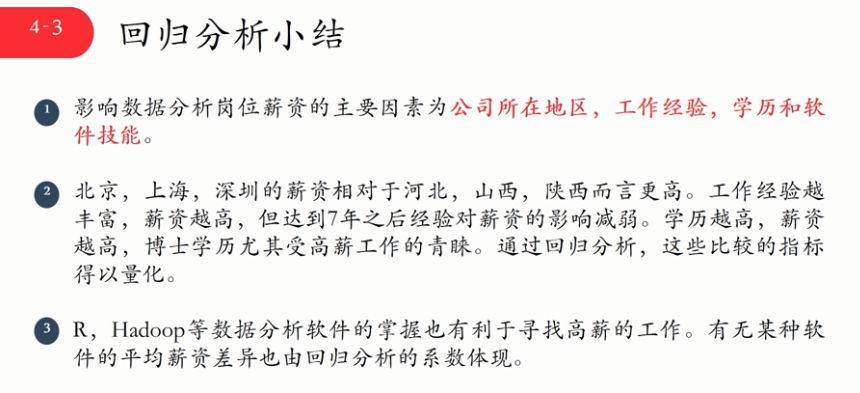 4-3
回归分析小结
1
影响数据分析岗位薪资的主要因素为公司所在地区，工作经验，学历和软
件技能。
2
北京，上海，深圳的薪资相对于河北，山西，陕西而言更高。工作经验越
丰富，薪资越高，但达到7年之后经验对薪资的影响减弱。学历越高，薪资
越高，博士学历尤其受高薪工作的青睐。通过回归分析，这些比较的指标
得以量化。
3
R，Hadoop等数据分析软件的掌握也有利于寻找高薪的工作。有无某种软
件的平均薪资差异也由回归分析的系数体现。